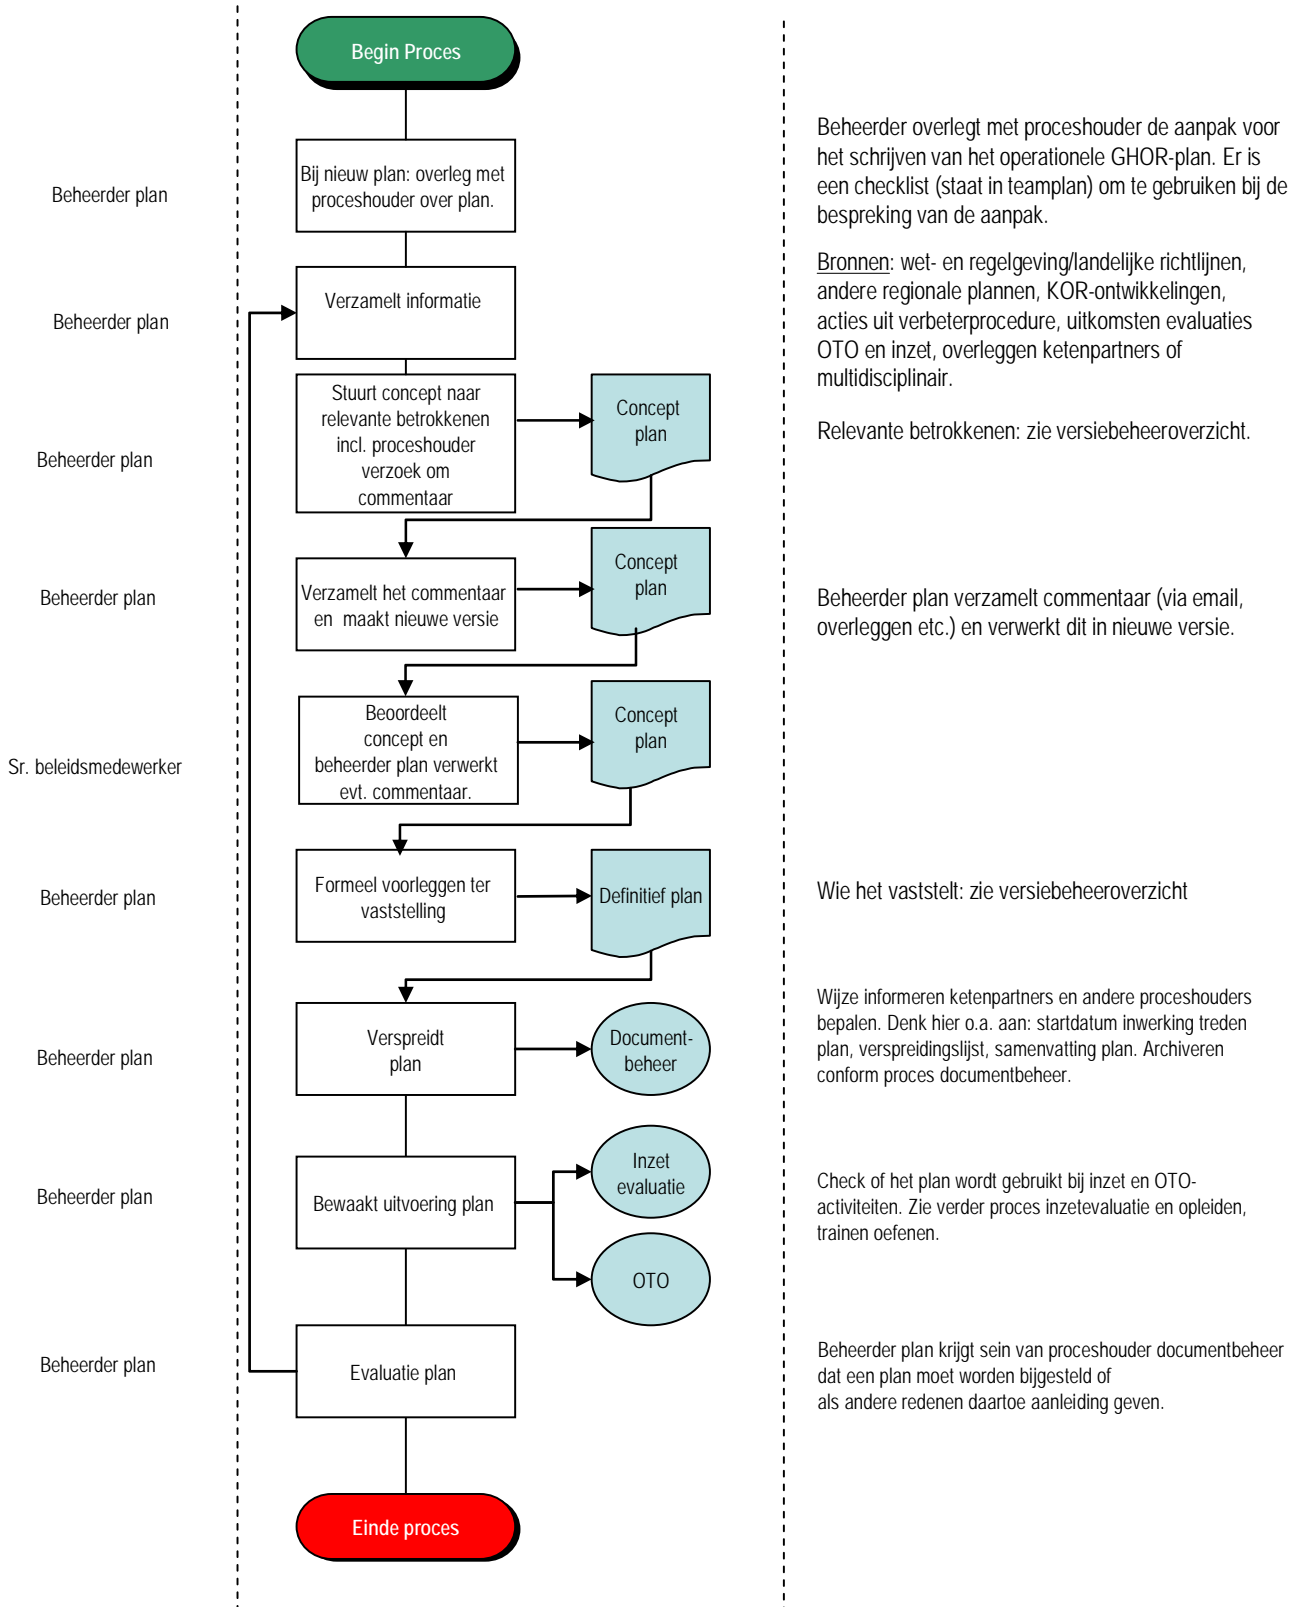 Begin Proces
Beheerder plan
Bij nieuw plan: overleg met
proceshouder over plan.
Beheerder overlegt met proceshouder de aanpak voor
het schrijven van het operationele GHOR-plan. Er is
een checklist (staat in teamplan) om te gebruiken bij de
bespreking van de aanpak.
Beheerder plan
Verzamelt informatie
Bronnen: wet- en regelgeving/landelijke richtlijnen,
andere regionale plannen, KOR-ontwikkelingen,
acties uit verbeterprocedure, uitkomsten evaluaties
OTO en inzet, overleggen ketenpartners of
multidisciplinair.
Beheerder plan
Stuurt concept naar
relevante betrokkenen
incl. proceshouder
verzoek om
commentaar
Concept
plan
Relevante betrokkenen: zie versiebeheeroverzicht.
Beheerder plan
Verzamelt het commentaar
en maakt nieuwe versie
Concept
plan
Beheerder plan verzamelt commentaar (via email,
overleggen etc.) en verwerkt dit in nieuwe versie.
Sr. beleidsmedewerker
Beoordeelt
concept en
beheerder plan verwerkt
evt. commentaar.
Concept
plan
Beheerder plan
Formeel voorleggen ter
vaststelling
Definitief plan
Wie het vaststelt: zie versiebeheeroverzicht
Beheerder plan
Verspreidt
plan
Document-
beheer
Wijze informeren ketenpartners en andere proceshouders
bepalen. Denk hier o.a. aan: startdatum inwerking treden
plan, verspreidingslijst, samenvatting plan. Archiveren
conform proces documentbeheer.
Beheerder plan
Bewaakt uitvoering plan
Inzet
evaluatie
OTO
Check of het plan wordt gebruikt bij inzet en OTO-
activiteiten. Zie verder proces inzetevaluatie en opleiden,
trainen oefenen.
Beheerder plan
Evaluatie plan
Beheerder plan krijgt sein van proceshouder documentbeheer
dat een plan moet worden bijgesteld of
als andere redenen daartoe aanleiding geven.
Einde proces